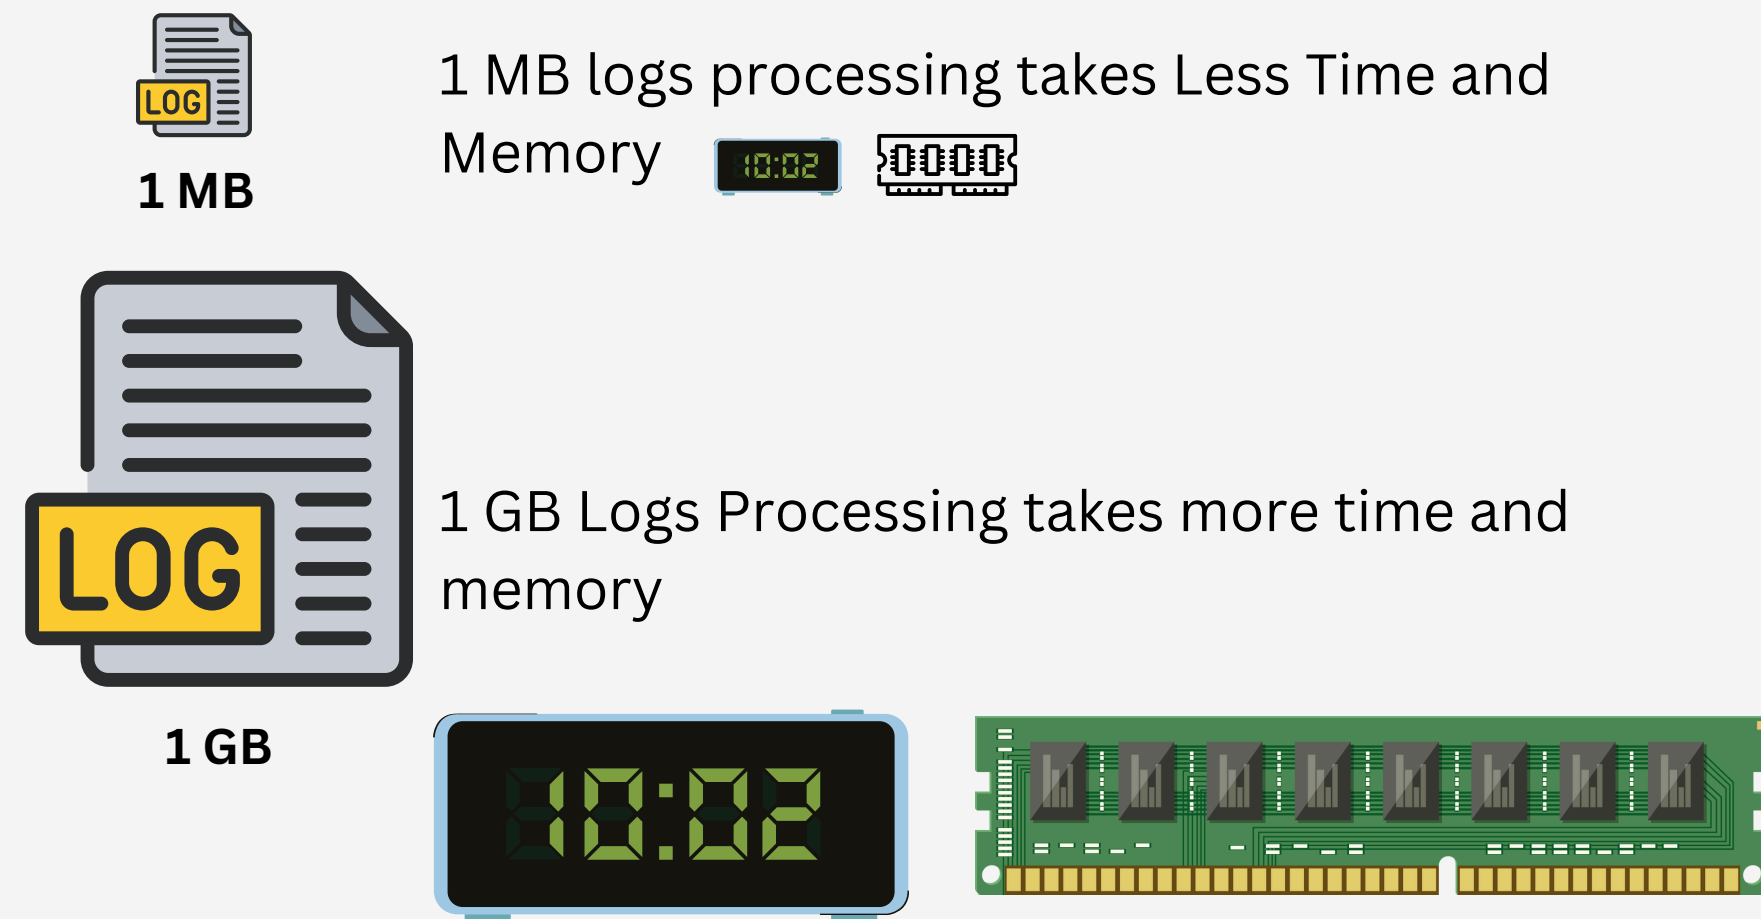 LOG
1 MB
1 MB logs processing takes Less Time and
Memory
10:02
LOG
1 GB
1 GB Logs Processing takes more time and
memory
10:02